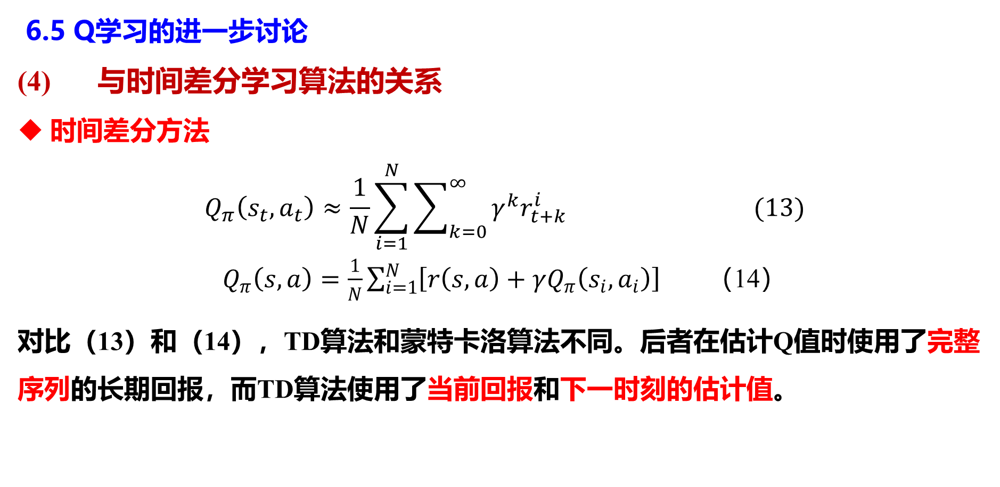 6.5 Q学习的进一步讨论
(4) 与时间差分学习算法的关系
◆ 时间差分方法
$Q_\pi(s_t, a_t) \approx \frac{1}{N} \sum_{i=1}^{N} \sum_{k=0}^{\infty} \gamma^k r_{t+k}^i$ (13)
$Q_\pi(s, a) = \frac{1}{N} \sum_{i=1}^{N} [r(s, a) + \gamma Q_\pi(s_i, a_i)]$ （14）
对比（13）和（14），TD算法和蒙特卡洛算法不同。后者在估计Q值时使用了完整
序列的长期回报，而TD算法使用了当前回报和下一时刻的估计值。